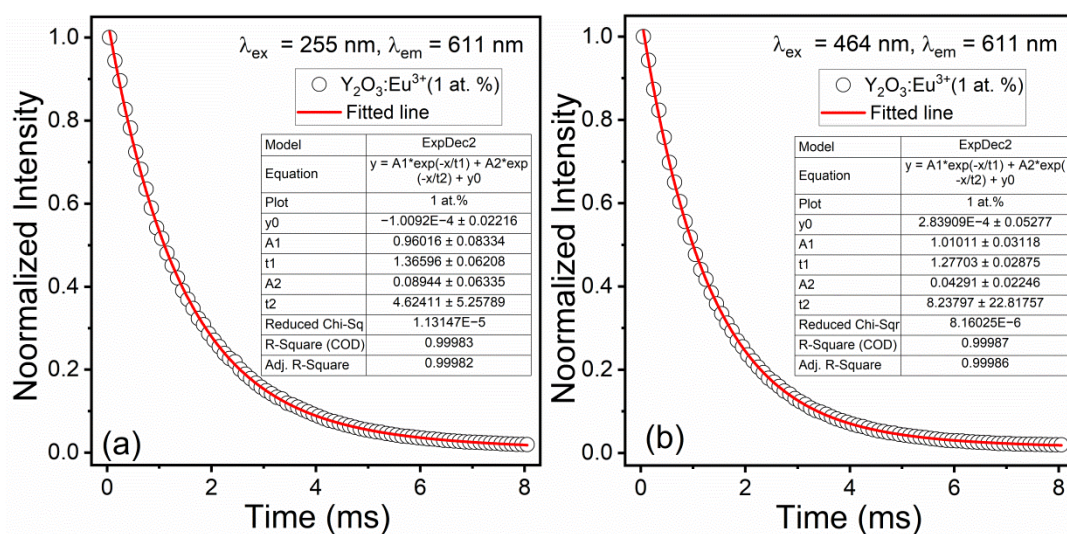 λex = 255 nm, λem = 611 nm
Y2O3:Eu3+(1 at. %)
Fitted line
Model ExpDec2
Equation y = A1*exp(-x/t1) + A2*exp
(-x/t2) + y0
Plot 1 at.%
y0 −1.0092E−4 ± 0.02216
A1 0.96016 ± 0.08334
t1 1.36596 ± 0.06208
A2 0.08944 ± 0.06335
t2 4.62411 ± 5.25789
Reduced Chi-Sq 1.13147E−5
R-Square (COD) 0.99983
Adj. R-Square 0.99982
1.0
0.8
0.6
0.4
0.2
0.0
Noormalized Intensity
(a)
0 2 4 6 8
Time (ms)
λex = 464 nm, λem = 611 nm
Y2O3:Eu3+(1 at. %)
Fitted line
Model ExpDec2
Equation y = A1*exp(-x/t1) + A2*exp(
-x/t2) + y0
Plot 1 at.%
y0 2.83909E−4 ± 0.05277
A1 1.01011 ± 0.03118
t1 1.27703 ± 0.02875
A2 0.04291 ± 0.02246
t2 8.23797 ± 22.81757
Reduced Chi-Sqr 8.16025E−6
R-Square (COD) 0.99987
Adj. R-Square 0.99986
1.0
0.8
0.6
0.4
0.2
0.0
Noormalized Intensity
(b)
0 2 4 6 8
Time (ms)